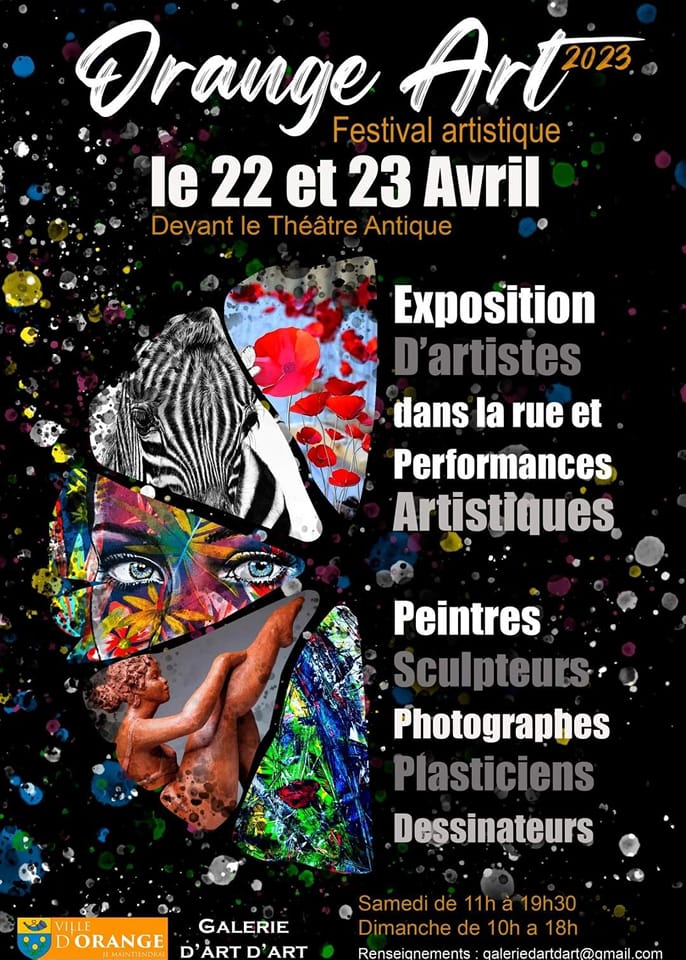 Orange Art 2023
Festival artistique
le 22 et 23 Avril
Devant le Théâtre Antique
Exposition
D'artistes
dans la rue et
Performances
Artistiques
Peintres
Sculpteurs
Photographes
Plasticiens
Dessinateurs
Samedi de 11h à 19h30
Dimanche de 10h a 18h
Renseignements : galeriedartdart@gmail.com
VILLE
D'ORANGE
JE MAINTIENDRAI
GALERIE
D'ART D'ART